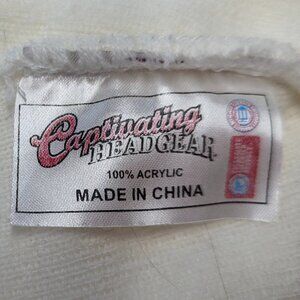 Captivating
HEADGEAR
100% ACRYLIC
MADE IN CHINA